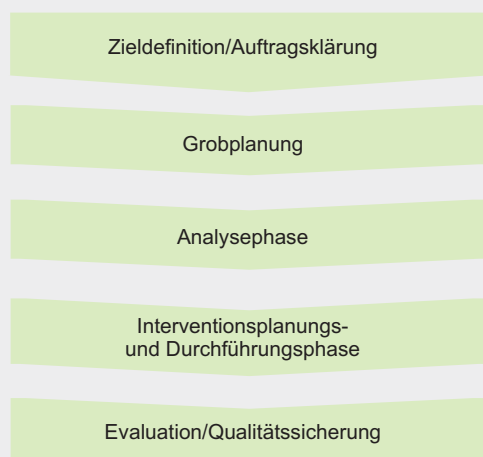 Zieldefinition/Auftragsklärung
Grobplanung
Analysephase
Interventionsplanungs-
und Durchführungsphase
Evaluation/Qualitätssicherung